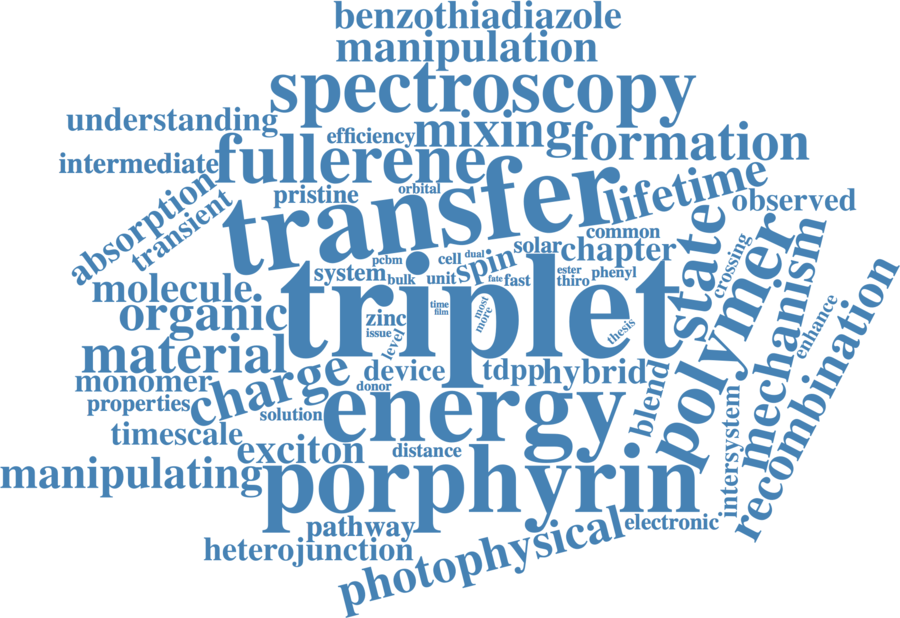 benzothiadiazole
manipulation
spectroscopy
understanding
efficiency
mixing
formation
intermediate
fullerene
absorption
transient
pristine
orbital
transfer
lifetime
observed
common
pcbm
cell
dual
spin
solar
chapter
system
bulk
unit
fate
fast
ester
thiro
phenyl
state
crossing
polymer
mechanism
molecule
organic
triplet
zinc
issue
level
time
film
most
more
thesis
enhance
recombination
material
monomer
properties
charge
device
donor
tdpp
hybrid
blend
intersystem
timescale
solution
energy
exciton
distance
manipulating
porphyrin
pathway
electronic
heterojunction
photophysical